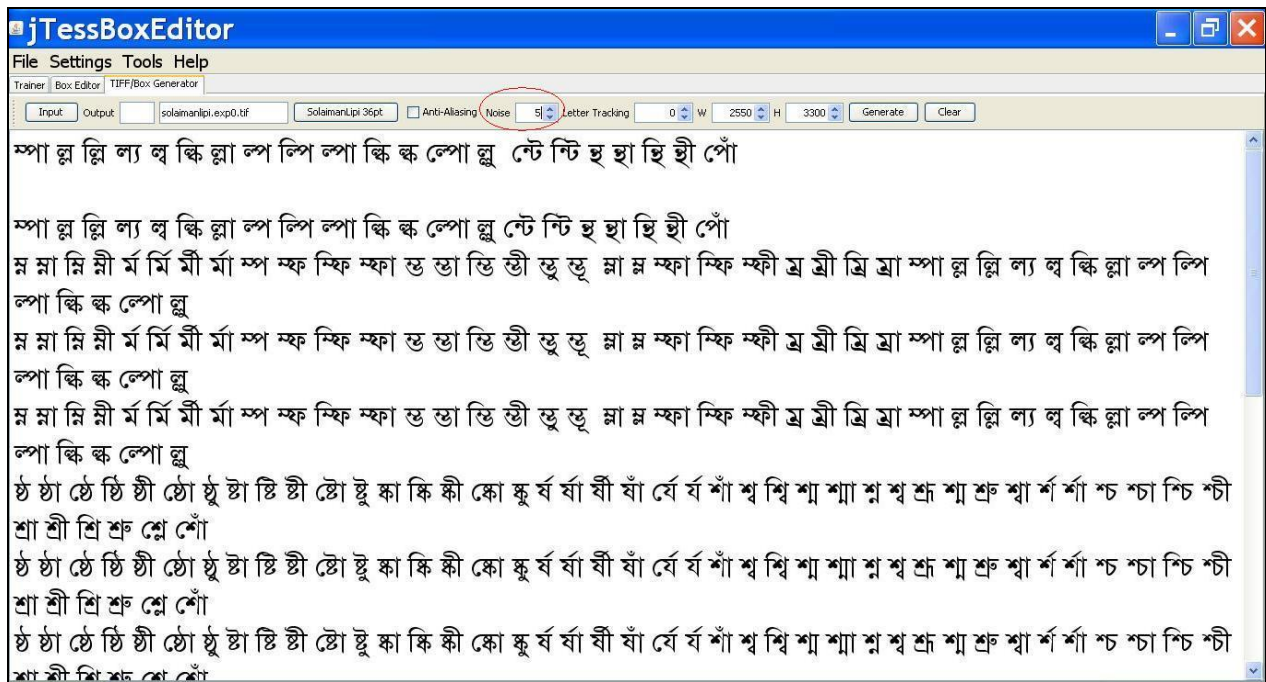 jTessBoxEditor
File Settings Tools Help
Trainer Box Editor TIFF/Box Generator
Input Output solaimanlipi.exp0.tif SolaimanLipi 36pt Anti-Aliasing Noise 5 Letter Tracking 0 W 2550 H 3300 Generate Clear
ম্পা ল্ল ল্লি ল্য ল্ব ল্কি ল্লা ল্প ল্পি ল্পা ল্কি ল্ক ল্পো ল্লু ন্টে ন্টি ন্থ ন্থা ন্থি ন্থী পোঁ
ম্পা ল্ল ল্লি ল্য ল্ব ল্কি ল্লা ল্প ল্পি ল্পা ল্কি ল্ক ল্পো ল্লু ন্টে ন্টি ন্থ ন্থা ন্থি ন্থী পোঁ
ম্ন ম্না ম্নি ম্নী র্ম র্মি র্মী র্মা ম্প ম্ফ ম্ফি ম্ফা ম্ভ ম্ভা ম্ভি ম্ভী ম্ভু ম্ভূ ম্লা ম্ল ম্ফা ম্ফি ম্ফী ম্র ম্রী ম্রি ম্রা ম্পা ল্ল ল্লি ল্য ল্ব ল্কি ল্লা ল্প ল্পি
ল্পা ল্কি ল্ক ল্পো ল্লু
ম্ন ম্না ম্নি ম্নী র্ম র্মি র্মী র্মা ম্প ম্ফ ম্ফি ম্ফা ম্ভ ম্ভা ম্ভি ম্ভী ম্ভু ম্ভূ ম্লা ম্ল ম্ফা ম্ফি ম্ফী ম্র ম্রী ম্রি ম্রা ম্পা ল্ল ল্লি ল্য ল্ব ল্কি ল্লা ল্প ল্পি
ল্পা ল্কি ল্ক ল্পো ল্লু
ম্ন ম্না ম্নি ম্নী র্ম র্মি র্মী র্মা ম্প ম্ফ ম্ফি ম্ফা ম্ভ ম্ভা ম্ভি ম্ভী ম্ভু ম্ভূ ম্লা ম্ল ম্ফা ম্ফি ম্ফী ম্র ম্রী ম্রি ম্রা ম্পা ল্ল ল্লি ল্য ল্ব ল্কি ল্লা ল্প ল্পি
ল্পা ল্কি ল্ক ল্পো ল্লু
ষ্ঠ ষ্ঠা ষ্ঠে ষ্ঠি ষ্ঠী ষ্ঠো ষ্ঠু ষ্টা ষ্টি ষ্টী ষ্টো ষ্টু ষ্কা ষ্কি ষ্কী ষ্কো ষ্কু র্ষ র্ষা র্ষী ষাঁ র্যে র্য শাঁ শ্ব শ্বি শ্ম শ্মা শ্ন শ্ব শ্রূ শ্ম শ্রু শ্বা র্শ র্শা শ্চ শ্চা শ্চি শ্চী
শ্রা শ্রী শ্রি শ্রু শ্লে শোঁ
ষ্ঠ ষ্ঠা ষ্ঠে ষ্ঠি ষ্ঠী ষ্ঠো ষ্ঠু ষ্টা ষ্টি ষ্টী ষ্টো ষ্টু ষ্কা ষ্কি ষ্কী ষ্কো ষ্কু র্ষ র্ষা র্ষী ষাঁ র্যে র্য শাঁ শ্ব শ্বি শ্ম শ্মা শ্ন শ্ব শ্রূ শ্ম শ্রু শ্বা র্শ র্শা শ্চ শ্চা শ্চি শ্চী
শ্রা শ্রী শ্রি শ্রু শ্লে শোঁ
ষ্ঠ ষ্ঠা ষ্ঠে ষ্ঠি ষ্ঠী ষ্ঠো ষ্ঠু ষ্টা ষ্টি ষ্টী ষ্টো ষ্টু ষ্কা ষ্কি ষ্কী ষ্কো ষ্কু র্ষ র্ষা র্ষী ষাঁ র্যে র্য শাঁ শ্ব শ্বি শ্ম শ্মা শ্ন শ্ব শ্রূ শ্ম শ্রু শ্বা র্শ র্শা শ্চ শ্চা শ্চি শ্চী